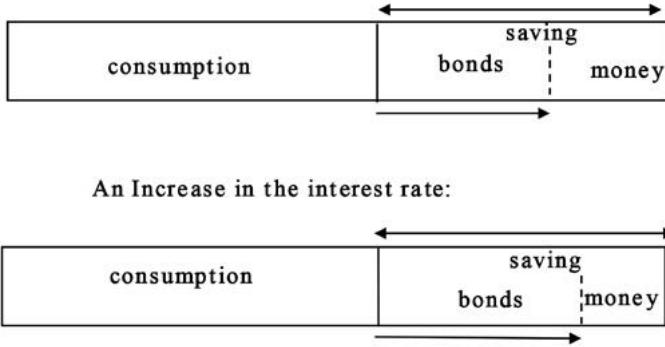 saving
consumption
bonds
money
An Increase in the interest rate:
saving
consumption
bonds
money